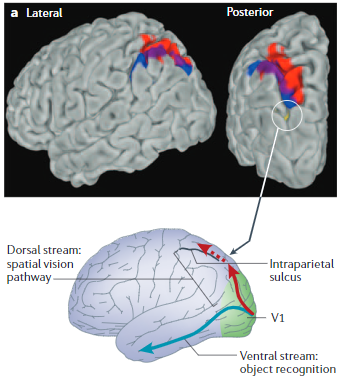 a Lateral
Posterior
Dorsal stream:
spatial vision
pathway
Intraparietal
sulcus
V1
Ventral stream:
object recognition